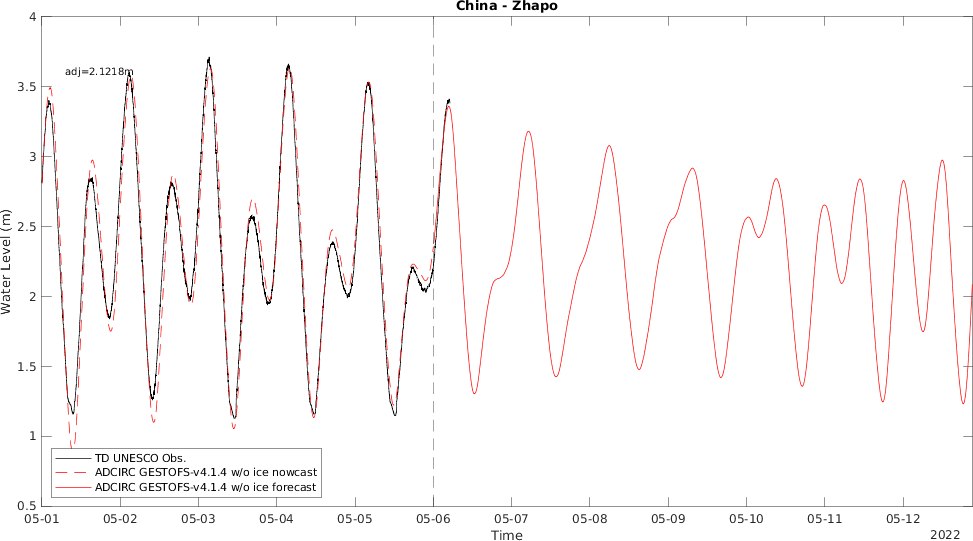 China - Zhapo
adj=2.1218m
4
3.5
3
2.5
2
1.5
1
0.5
Water Level (m)
TD UNESCO Obs.
ADCIRC GESTOFS-v4.1.4 w/o ice nowcast
ADCIRC GESTOFS-v4.1.4 w/o ice forecast
05-01 05-02 05-03 05-04 05-05 05-06 05-07 05-08 05-09 05-10 05-11 05-12
Time
2022